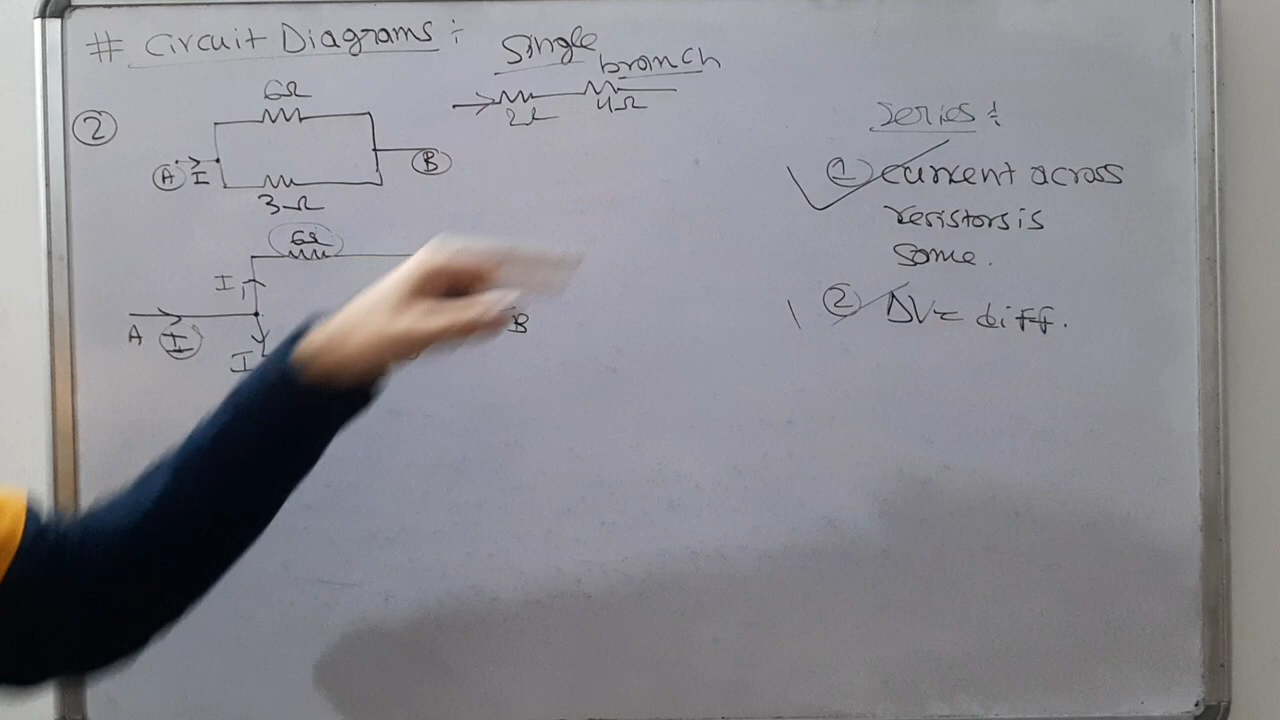 # Circuit Diagrams :
Single
branch
2Ω 4Ω
② 6Ω
A I B
3Ω
6Ω
I1
A I B
I
Series :
① current across
resistors is
some.
② ΔV = diff.